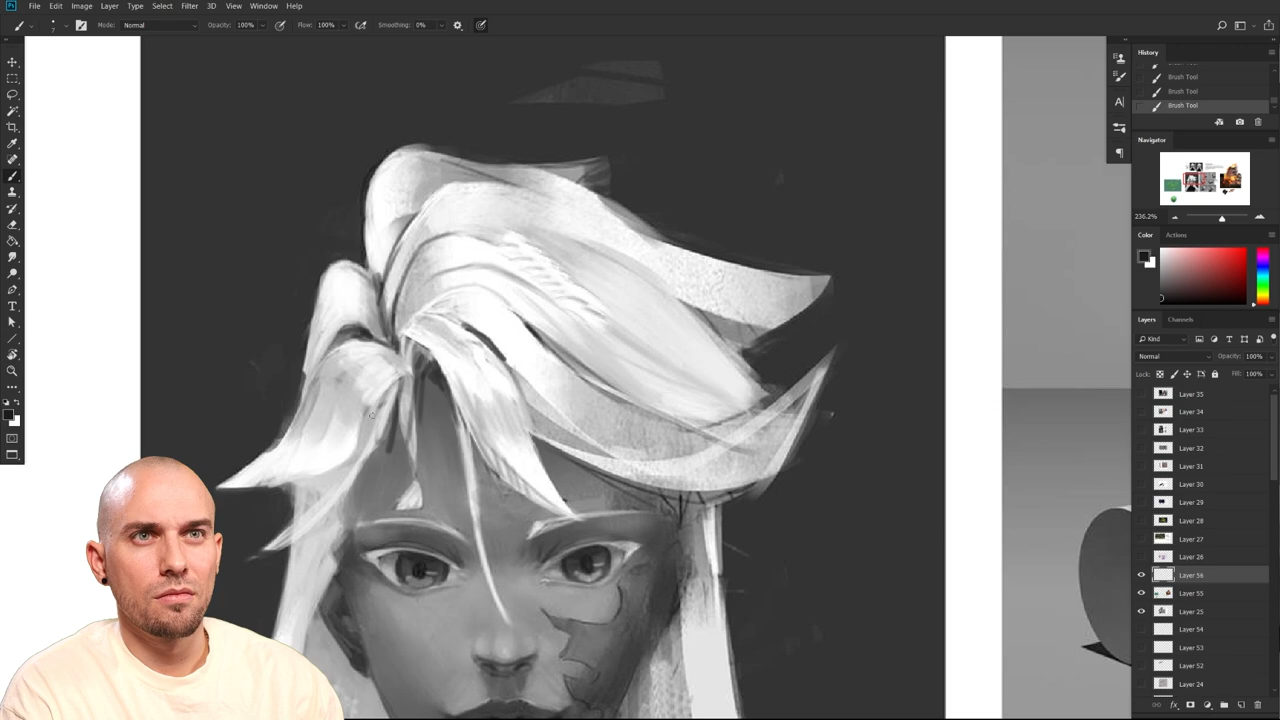 Ps File Edit Image Layer Type Select Filter 3D View Window Help
7 Mode: Normal Opacity: 100% Flow: 100% Smoothing: 0%
History
Brush Tool
Brush Tool
Brush Tool
Navigator
236.2%
Color Actions
Layers Channels
Kind
Normal Opacity: 100%
Lock: Fill: 100%
Layer 35
Layer 34
Layer 33
Layer 32
Layer 31
Layer 30
Layer 29
Layer 28
Layer 27
Layer 26
Layer 56
Layer 55
Layer 25
Layer 54
Layer 53
Layer 52
Layer 24